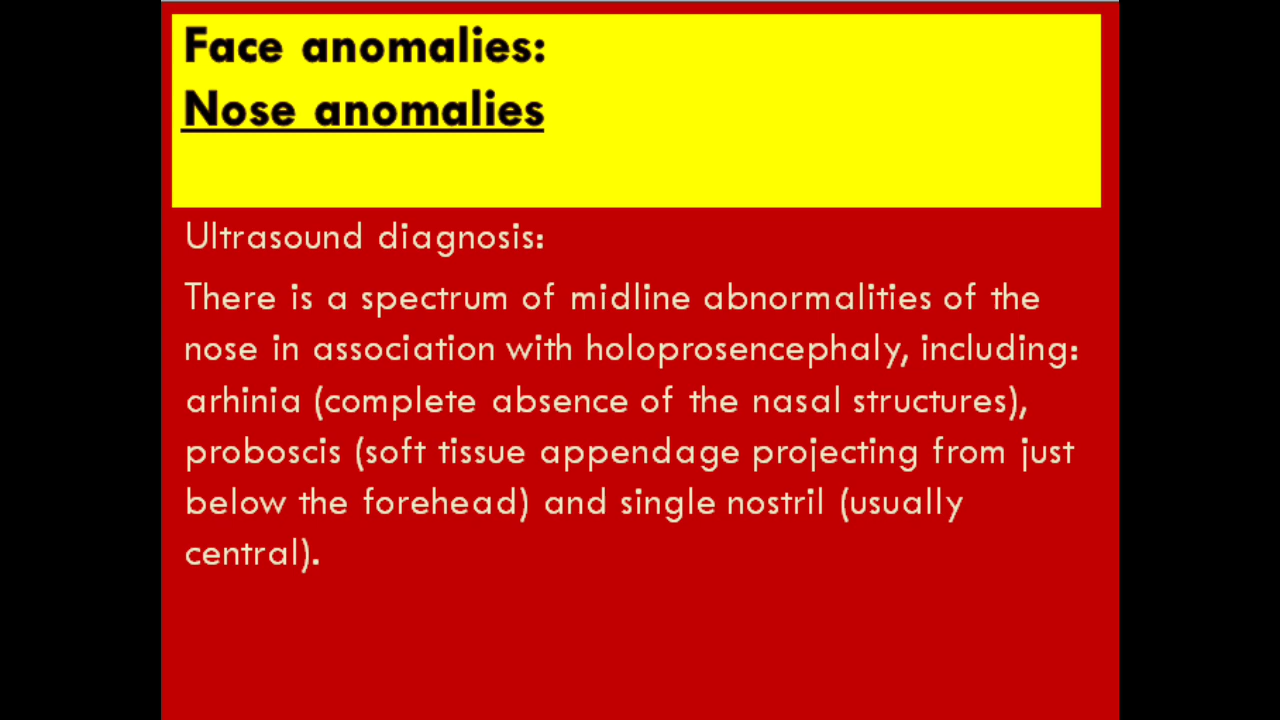 Face anomalies:
Nose anomalies
Ultrasound diagnosis:
There is a spectrum of midline abnormalities of the
nose in association with holoprosencephaly, including:
arhinia (complete absence of the nasal structures),
proboscis (soft tissue appendage projecting from just
below the forehead) and single nostril (usually
central).